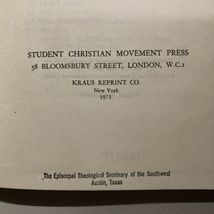 STUDENT CHRISTIAN MOVEMENT PRESS
58 BLOOMSBURY STREET, LONDON, W.C.1
KRAUS REPRINT CO.
New York
1971
The Episcopal Theological Seminary of the Southwest
Austin, Texas